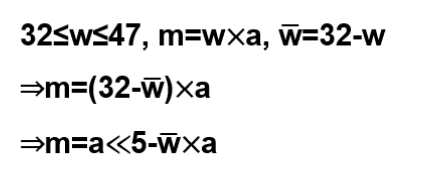 32≤w≤47, m=w×a, w̅=32-w
⇒m=(32-w̅)×a
⇒m=a≪5-w̅×a